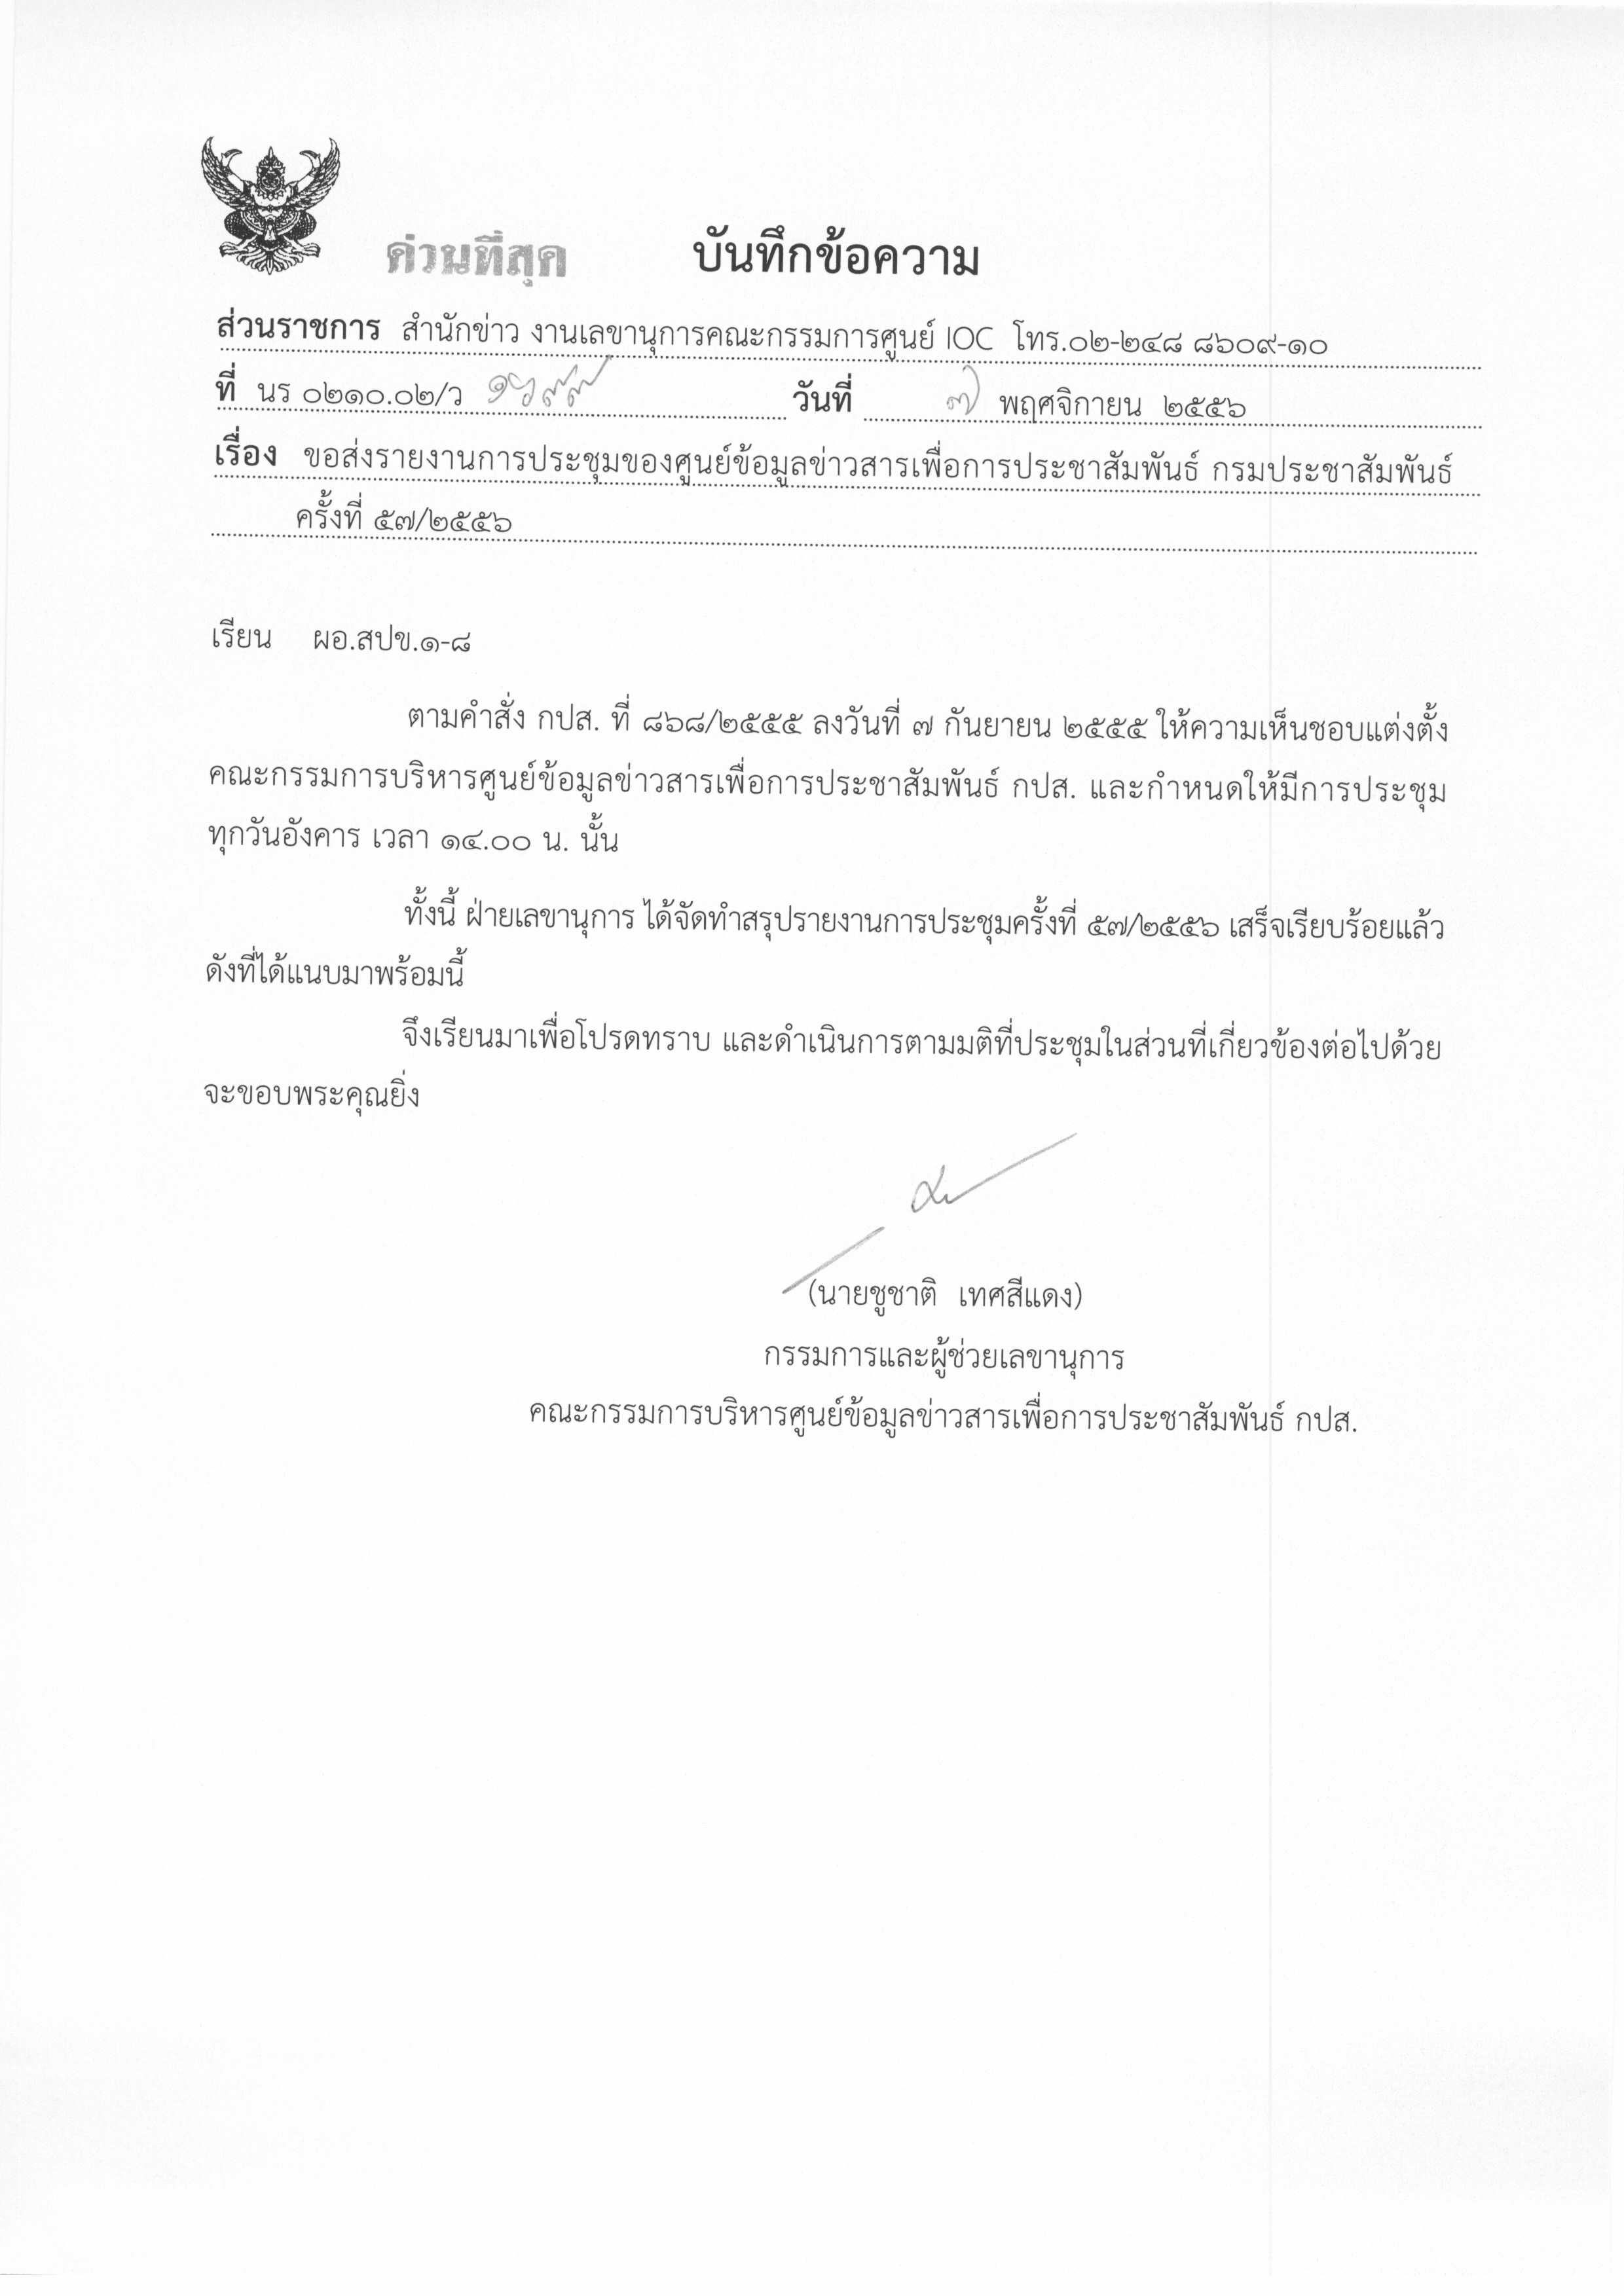 ด่วนที่สุด
บันทึกข้อความ
ส่วนราชการ สำนักข่าว งานเลขานุการคณะกรรมการศูนย์ IOC โทร.๐๒-๒๔๘ ๘๖๐๙-๑๐
ที่ นร ๐๒๑๐.๐๒/ว ๑๖๙๙ วันที่ ๗ พฤศจิกายน ๒๕๕๖
เรื่อง ขอส่งรายงานการประชุมของศูนย์ข้อมูลข่าวสารเพื่อการประชาสัมพันธ์ กรมประชาสัมพันธ์
ครั้งที่ ๕๗/๒๕๕๖
เรียน ผอ.สปข.๑-๘
ตามคำสั่ง กปส. ที่ ๘๖๘/๒๕๕๕ ลงวันที่ ๗ กันยายน ๒๕๕๕ ให้ความเห็นชอบแต่งตั้ง
คณะกรรมการบริหารศูนย์ข้อมูลข่าวสารเพื่อการประชาสัมพันธ์ กปส. และกำหนดให้มีการประชุม
ทุกวันอังคาร เวลา ๑๔.๐๐ น. นั้น
ทั้งนี้ ฝ่ายเลขานุการ ได้จัดทำสรุปรายงานการประชุมครั้งที่ ๕๗/๒๕๕๖ เสร็จเรียบร้อยแล้ว
ดังที่ได้แนบมาพร้อมนี้
จึงเรียนมาเพื่อโปรดทราบ และดำเนินการตามมติที่ประชุมในส่วนที่เกี่ยวข้องต่อไปด้วย
จะขอบพระคุณยิ่ง
(นายชูชาติ เทศสีแดง)
กรรมการและผู้ช่วยเลขานุการ
คณะกรรมการบริหารศูนย์ข้อมูลข่าวสารเพื่อการประชาสัมพันธ์ กปส.